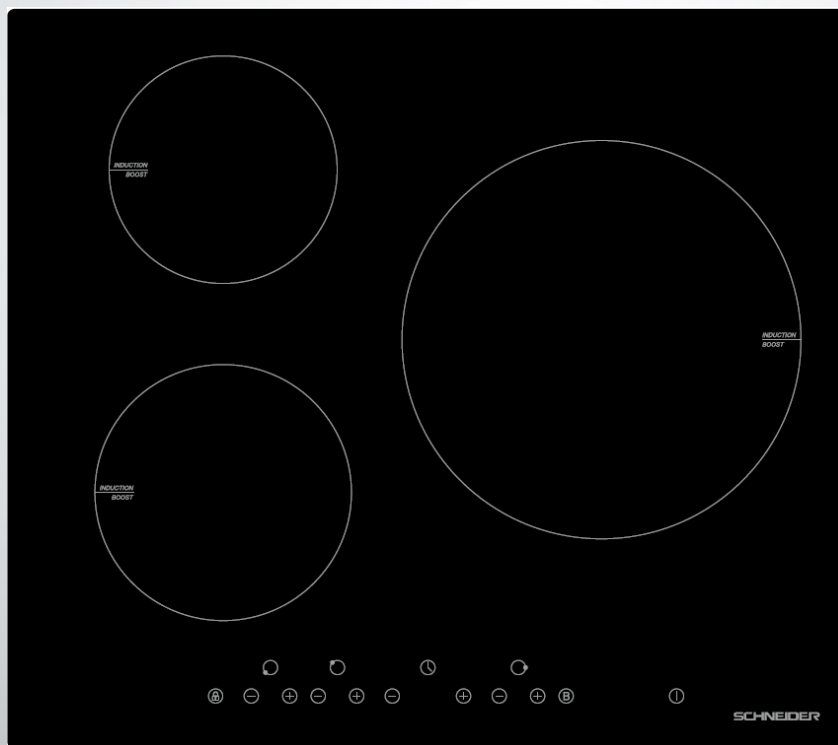 INDUCTION
BOOST
INDUCTION
BOOST
INDUCTION
BOOST
B
SCHNEIDER